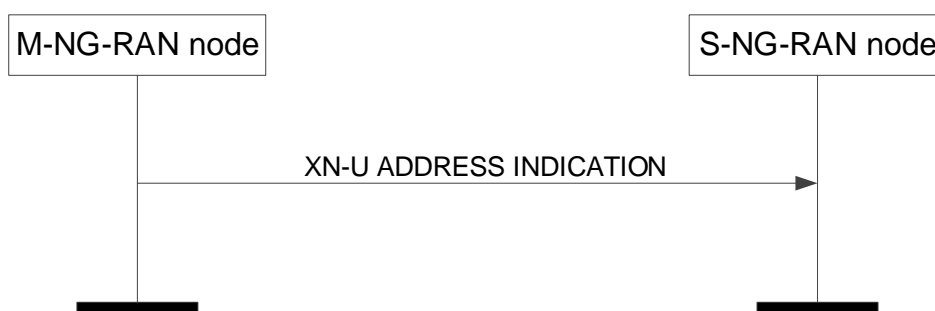 M-NG-RAN node
S-NG-RAN node
XN-U ADDRESS INDICATION